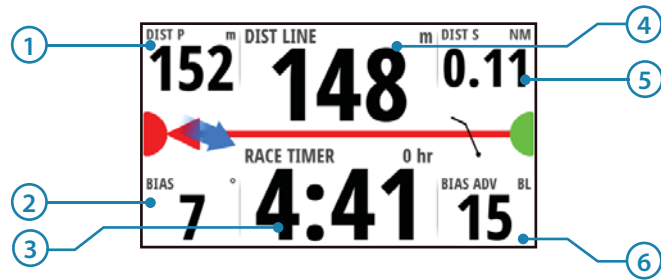 1
DIST P m
152
DIST LINE m
148
DIST S NM
0.11
4
5
BIAS °
7
RACE TIMER 0 hr
4:41
BIAS ADV BL
15
2
3
6